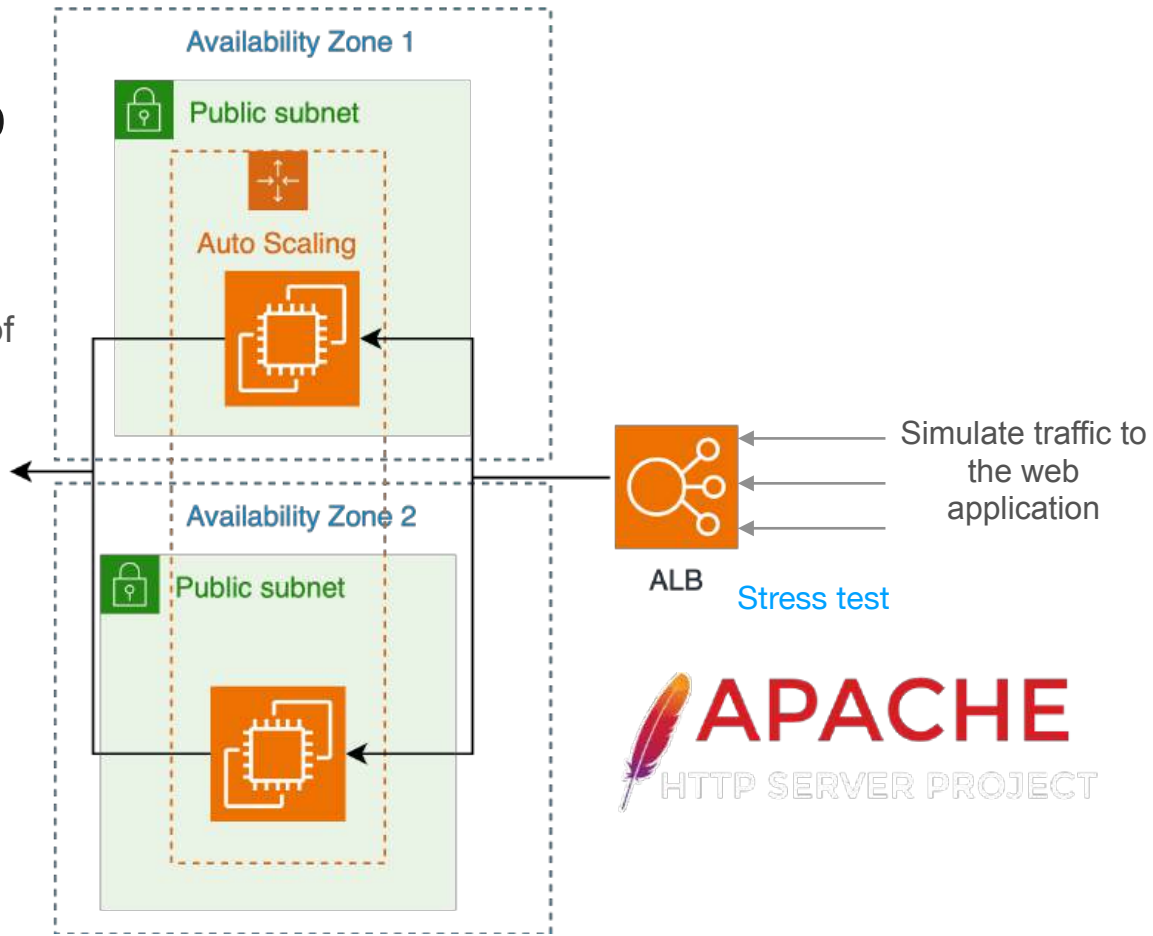 Availability Zone 1
Public subnet
Auto Scaling
of
Availability Zone 2
Public subnet
ALB
Simulate traffic to
the web
application
Stress test
APACHE
HTTP SERVER PROJECT